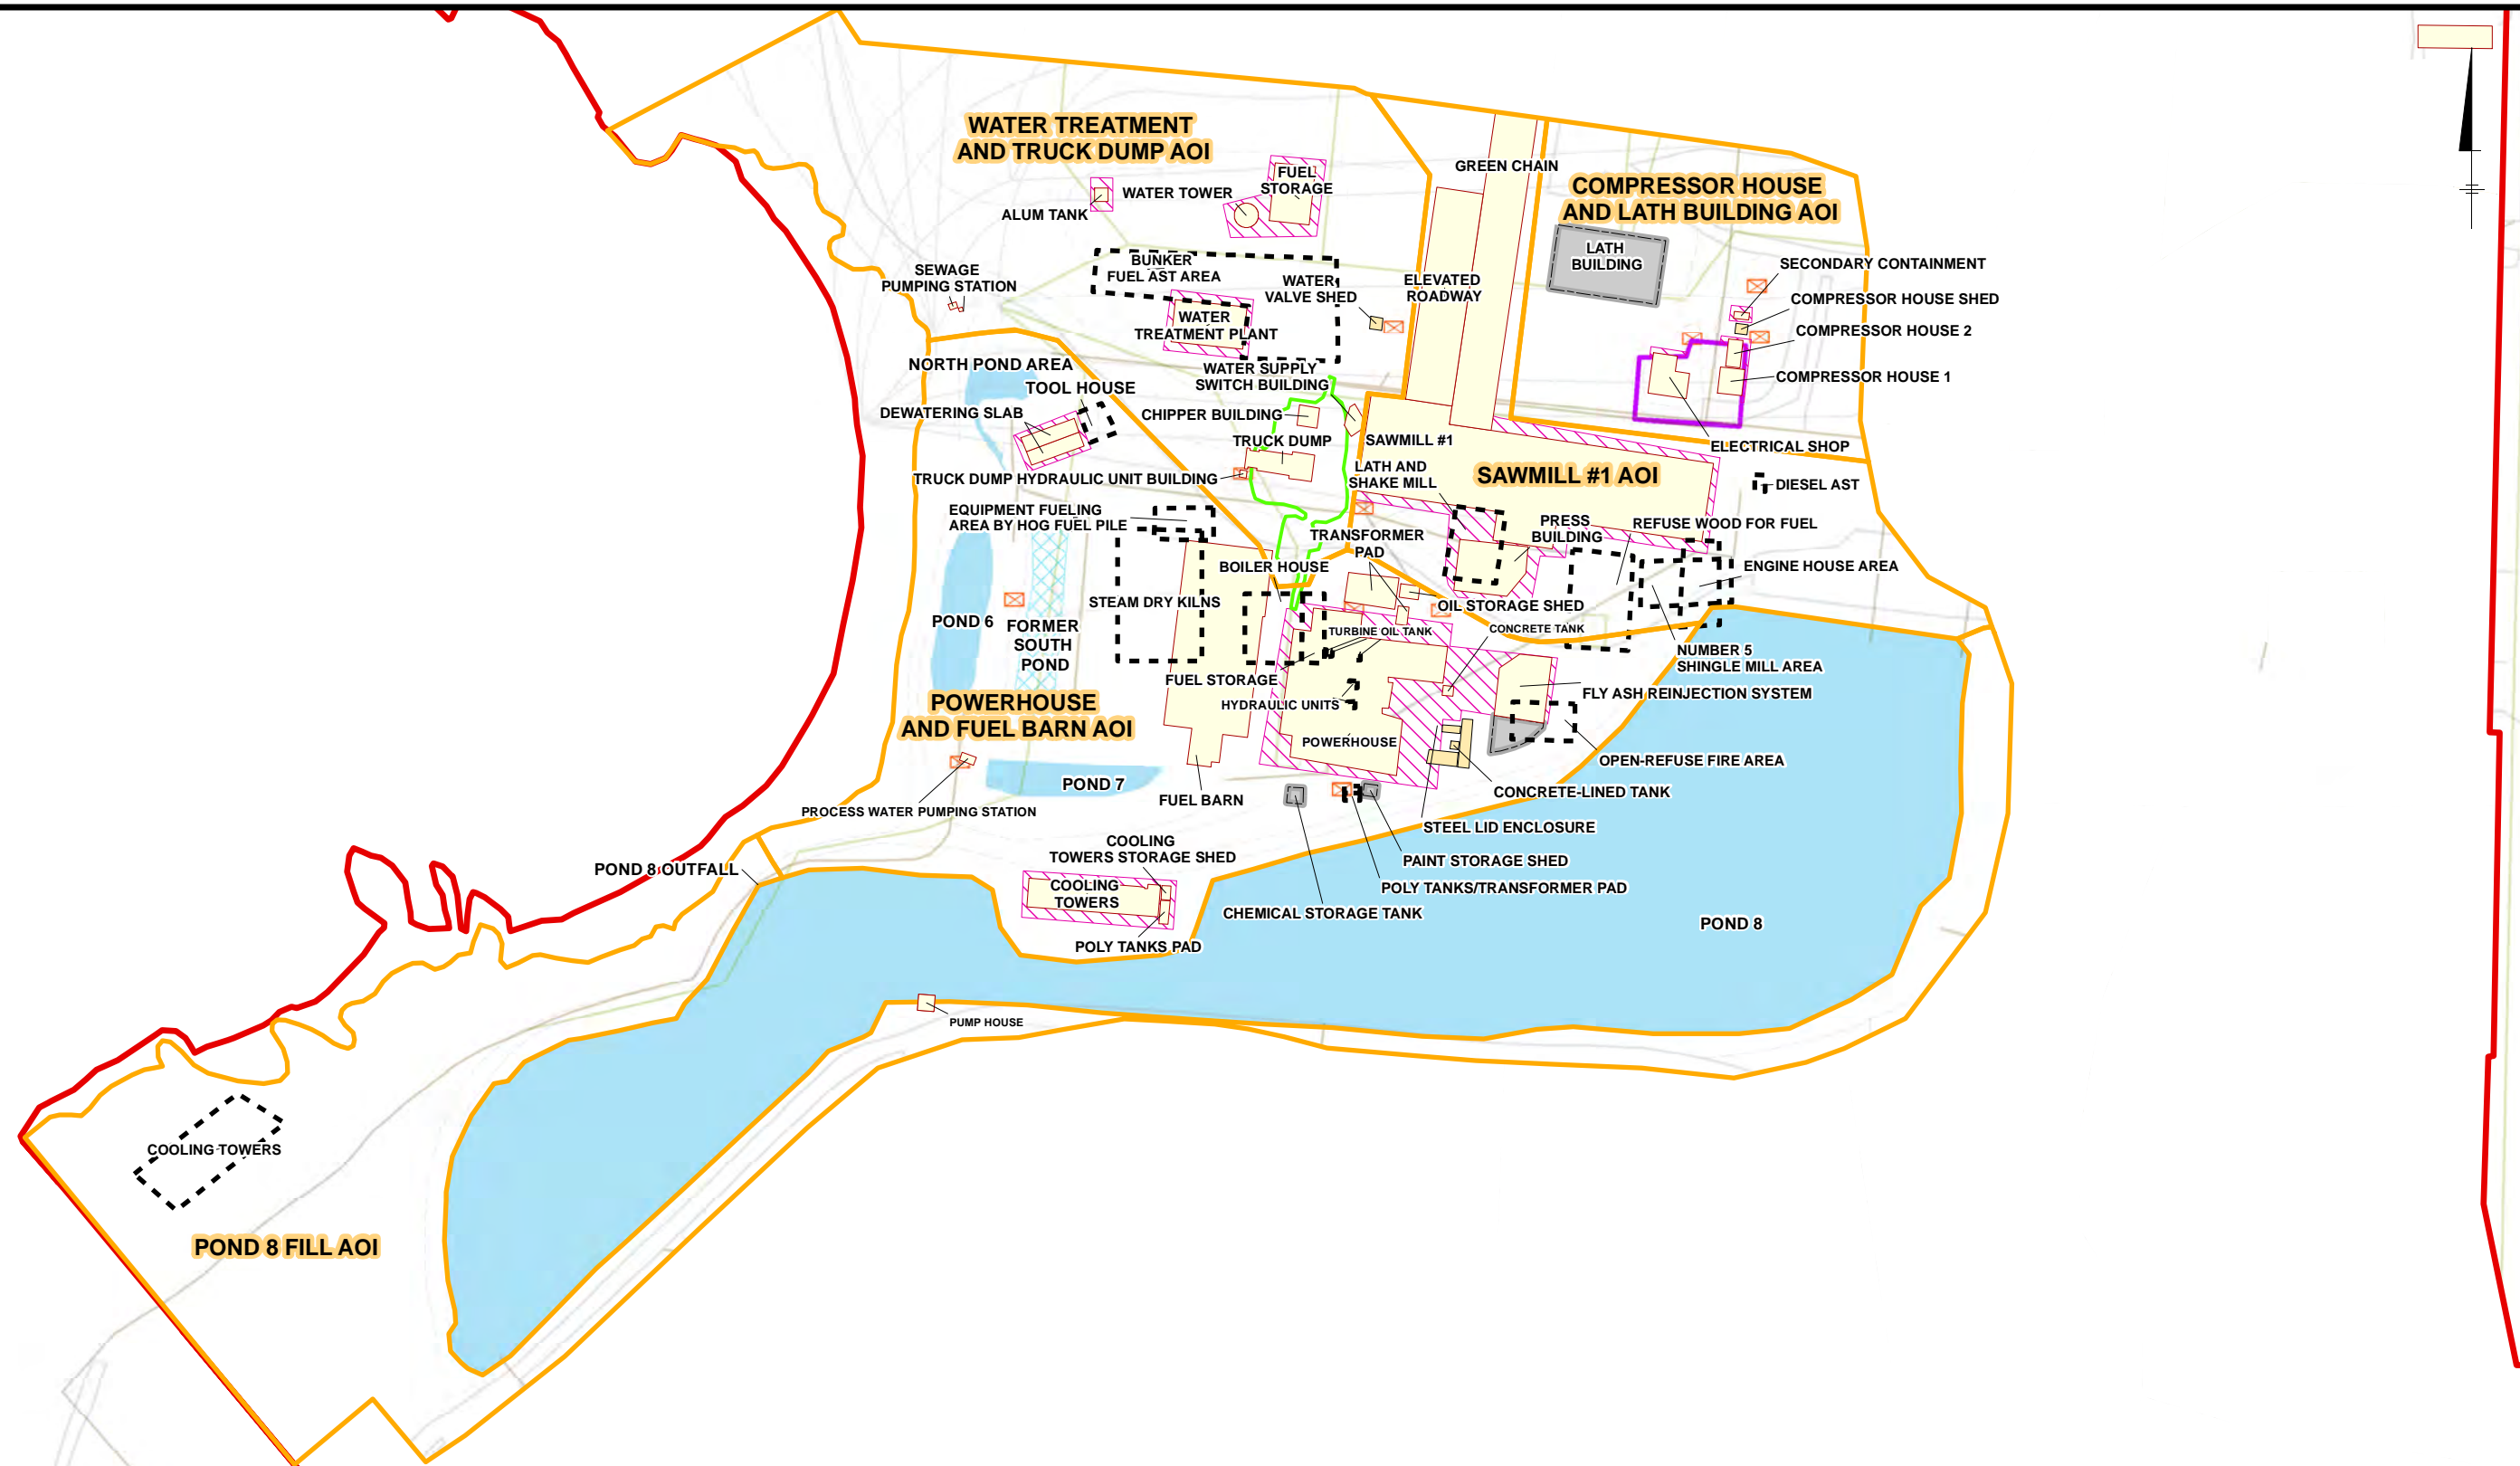 WATER TREATMENT
AND TRUCK DUMP AOI
GREEN CHAIN
FUEL
STORAGE
WATER TOWER
ALUM TANK
COMPRESSOR HOUSE
AND LATH BUILDING AOI
LATH
BUILDING
SEWAGE
PUMPING STATION
BUNKER
FUEL AST AREA
WATER
VALVE SHED
ELEVATED
ROADWAY
SECONDARY CONTAINMENT
COMPRESSOR HOUSE SHED
COMPRESSOR HOUSE 2
COMPRESSOR HOUSE 1
WATER
TREATMENT PLANT
NORTH POND AREA
TOOL HOUSE
WATER SUPPLY
SWITCH BUILDING
DEWATERING SLAB
CHIPPER BUILDING
TRUCK DUMP
SAWMILL #1
ELECTRICAL SHOP
TRUCK DUMP HYDRAULIC UNIT BUILDING
LATH AND
SHAKE MILL
SAWMILL #1 AOI
DIESEL AST
EQUIPMENT FUELING
AREA BY HOG FUEL PILE
TRANSFORMER
PAD
PRESS
BUILDING
REFUSE WOOD FOR FUEL
BOILER HOUSE
ENGINE HOUSE AREA
STEAM DRY KILNS
OIL STORAGE SHED
POND 6
FORMER
SOUTH
POND
TURBINE OIL TANK
CONCRETE TANK
NUMBER 5
SHINGLE MILL AREA
FUEL STORAGE
FLY ASH REINJECTION SYSTEM
HYDRAULIC UNITS
POWERHOUSE
AND FUEL BARN AOI
POWERHOUSE
OPEN-REFUSE FIRE AREA
POND 7
FUEL BARN
CONCRETE-LINED TANK
PROCESS WATER PUMPING STATION
STEEL LID ENCLOSURE
COOLING
TOWERS STORAGE SHED
PAINT STORAGE SHED
POND 8 OUTFALL
COOLING
TOWERS
POLY TANKS/TRANSFORMER PAD
CHEMICAL STORAGE TANK
POND 8
POLY TANKS PAD
PUMP HOUSE
COOLING TOWERS
POND 8 FILL AOI